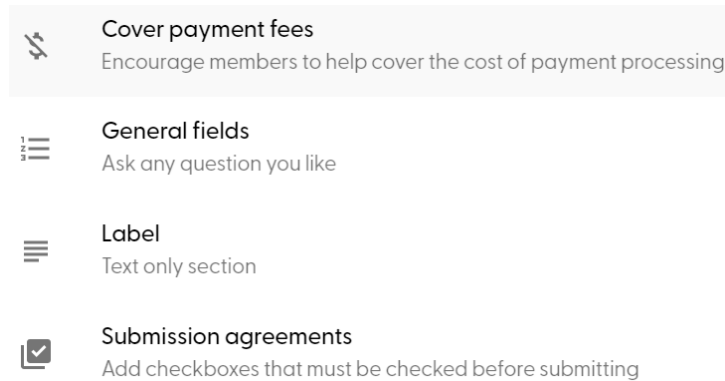 Cover payment fees
Encourage members to help cover the cost of payment processing
General fields
Ask any question you like
Label
Text only section
Submission agreements
Add checkboxes that must be checked before submitting